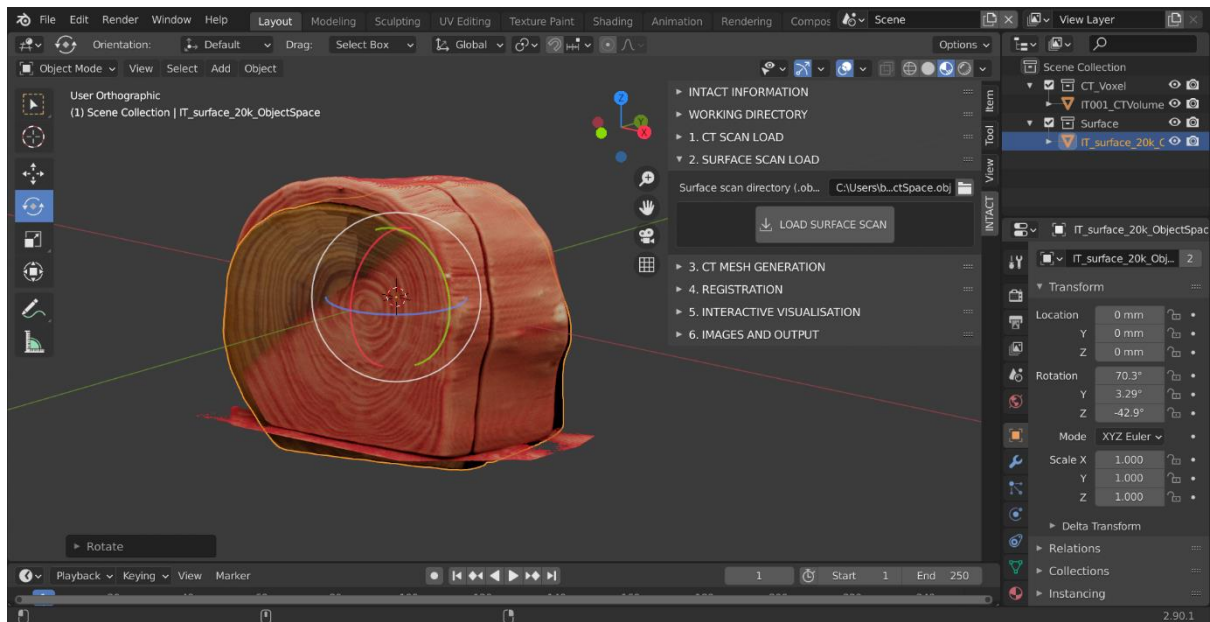 File Edit Render Window Help Layout Modeling Sculpting UV Editing Texture Paint Shading Animation Rendering Compos Scene View Layer
Orientation: Default Drag: Select Box Global Options
Object Mode View Select Add Object
User Orthographic
(1) Scene Collection | IT_surface_20k_ObjectSpace
Z
X
INTACT INFORMATION
WORKING DIRECTORY
1. CT SCAN LOAD
2. SURFACE SCAN LOAD
Surface scan directory (.ob... C:\Users\b...ctSpace.obj
LOAD SURFACE SCAN
3. CT MESH GENERATION
4. REGISTRATION
5. INTERACTIVE VISUALISATION
6. IMAGES AND OUTPUT
Item
Tool
View
INTACT
Scene Collection
CT_Voxel
IT001_CTVolume
Surface
IT_surface_20k_C
IT_surface_20k_ObjectSpac
IT_surface_20k_Obj... 2
Transform
Location 0 mm
Y 0 mm
Z 0 mm
Rotation 70.3°
Y 3.29°
Z -42.9°
Mode XYZ Euler
Scale X 1.000
Y 1.000
Z 1.000
Delta Transform
Relations
Collections
Instancing
Rotate
Playback Keying View Marker 1 Start 1 End 250
2.90.1